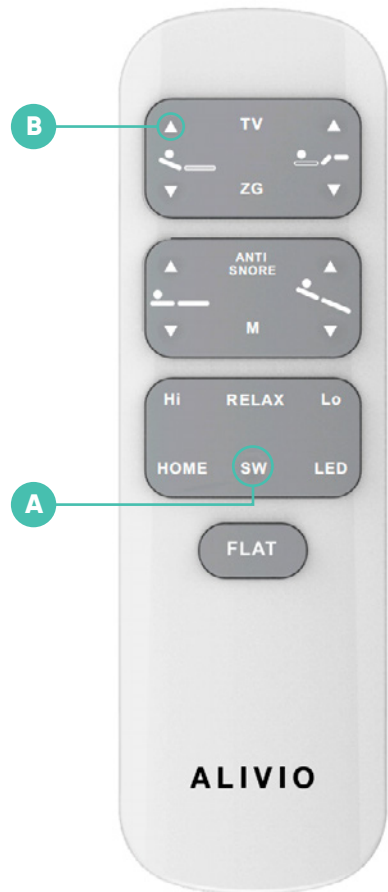 B
TV
ZG
ANTI
SNORE
M
Hi RELAX Lo
HOME SW LED
A
FLAT
ALIVIO